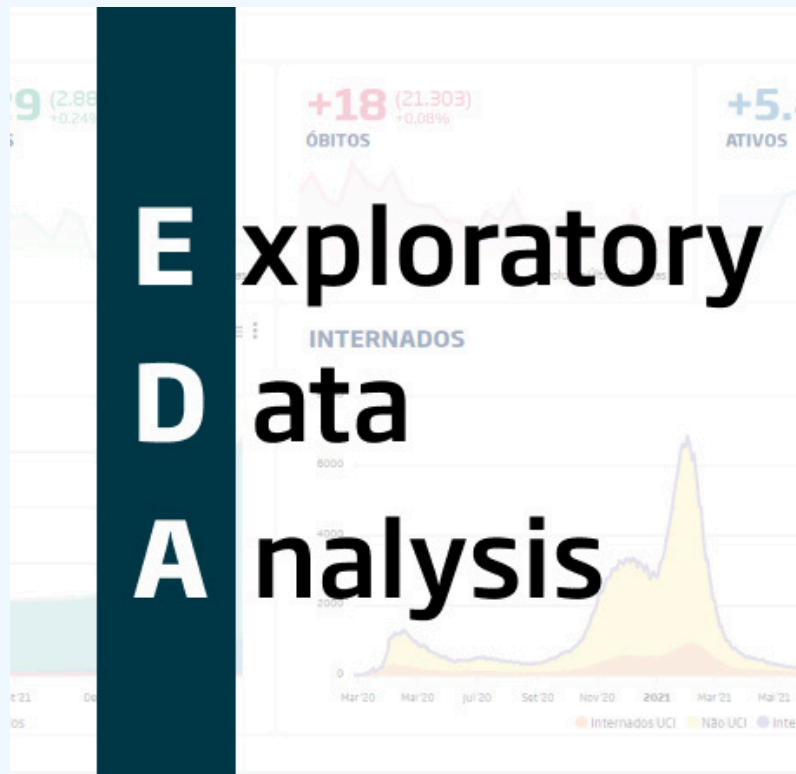 +18 (21.303)
+0,08%
ÓBITOS
ATIVOS
Exploratory
INTERNADOS
Data
6000
4000
Analysis
2000
0
Mar'20 Mai'20 Jul'20 Set'20 Nov'20 2021 Mar'21 Mai'21
Internados UCI Não UCI